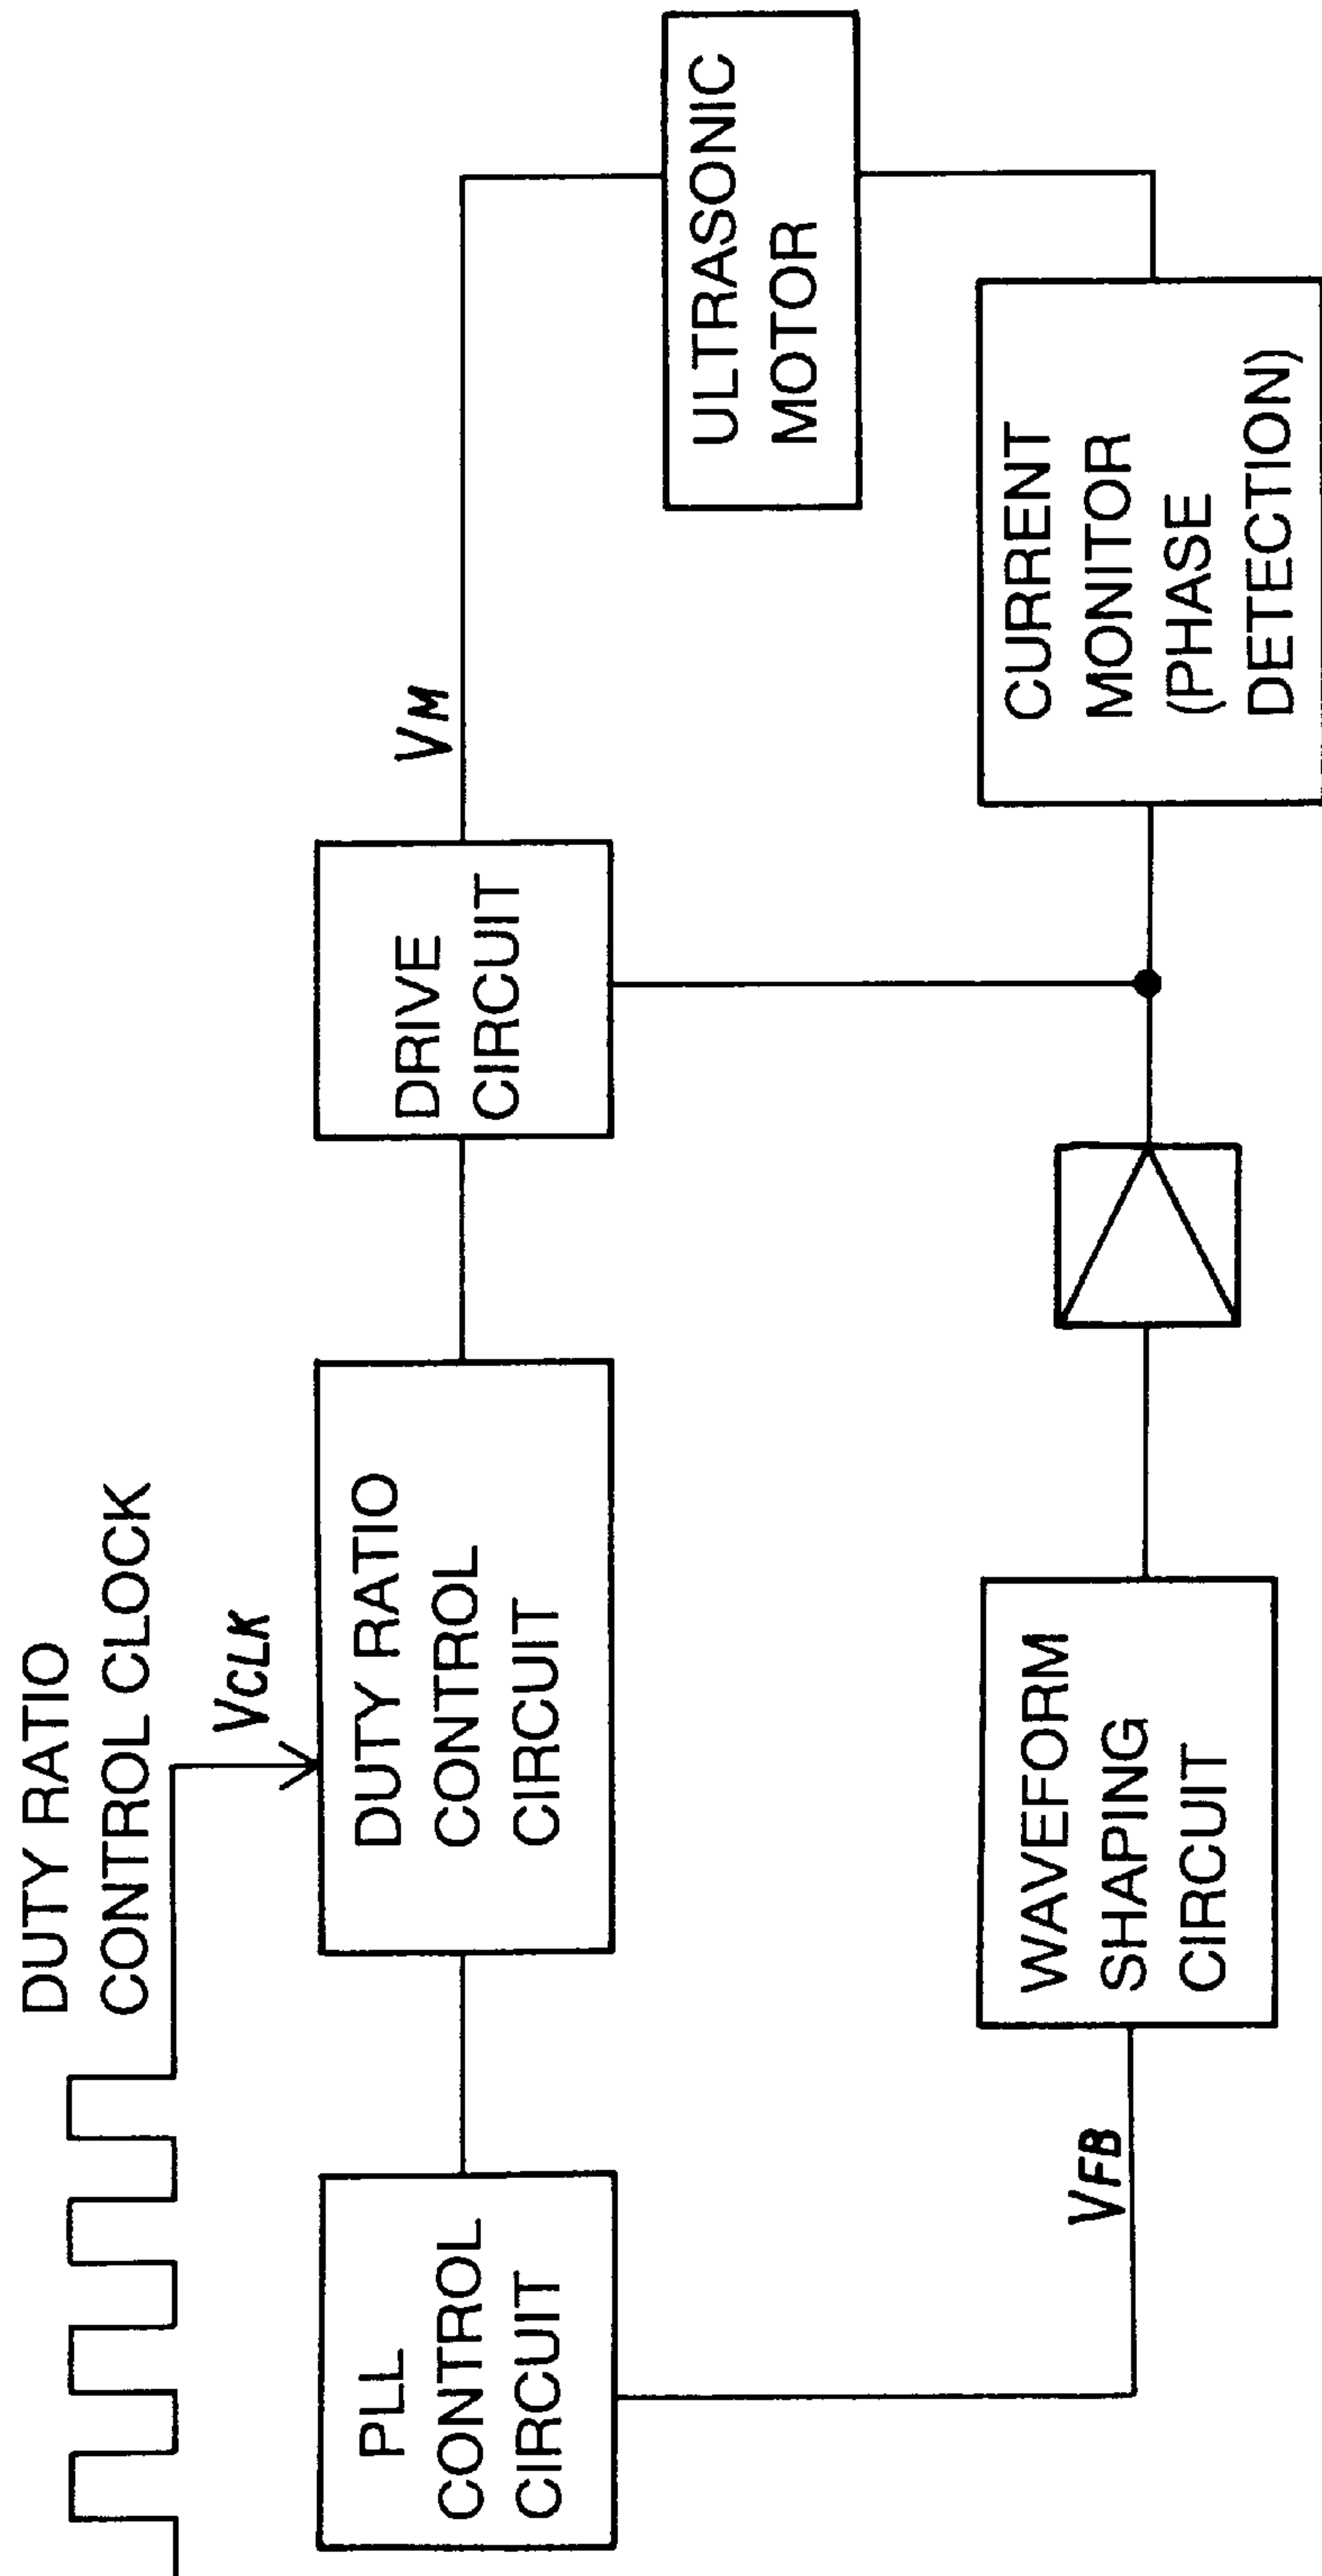 DUTY RATIO
CONTROL CLOCK
VCLK
PLL
CONTROL
CIRCUIT
DUTY RATIO
CONTROL
CIRCUIT
DRIVE
CIRCUIT
VM
ULTRASONIC
MOTOR
VFB
WAVEFORM
SHAPING
CIRCUIT
CURRENT
MONITOR
(PHASE
DETECTION)